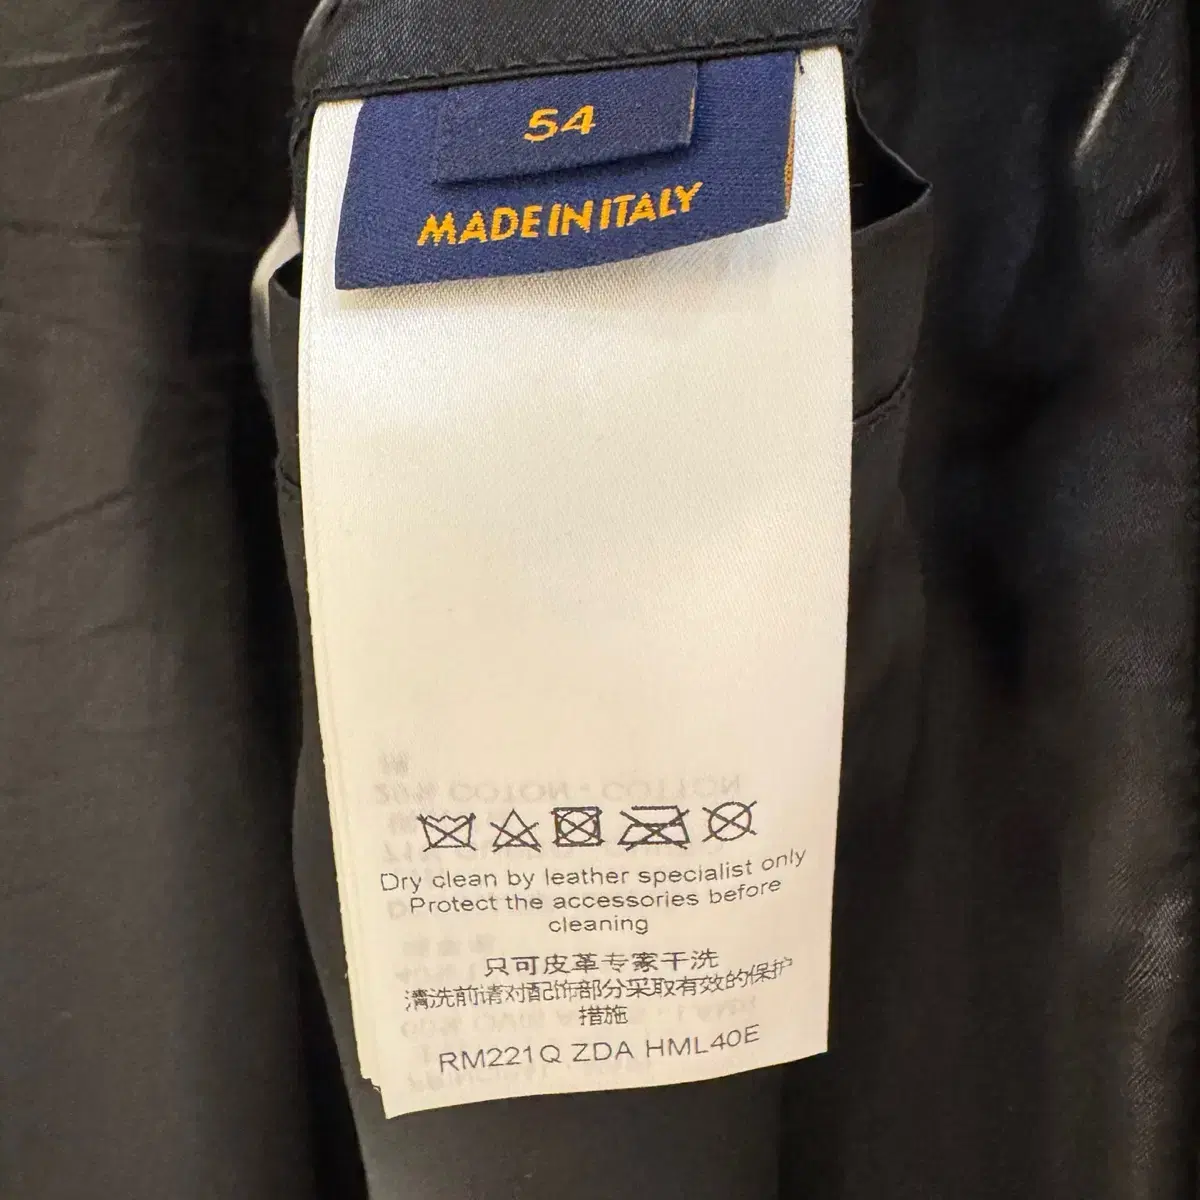 54
MADE IN ITALY
Dry clean by leather specialist only
Protect the accessories before
cleaning
只可皮革专家干洗
清洗前请对配饰部分采取有效的保护
措施
RM221Q ZDA HML40E